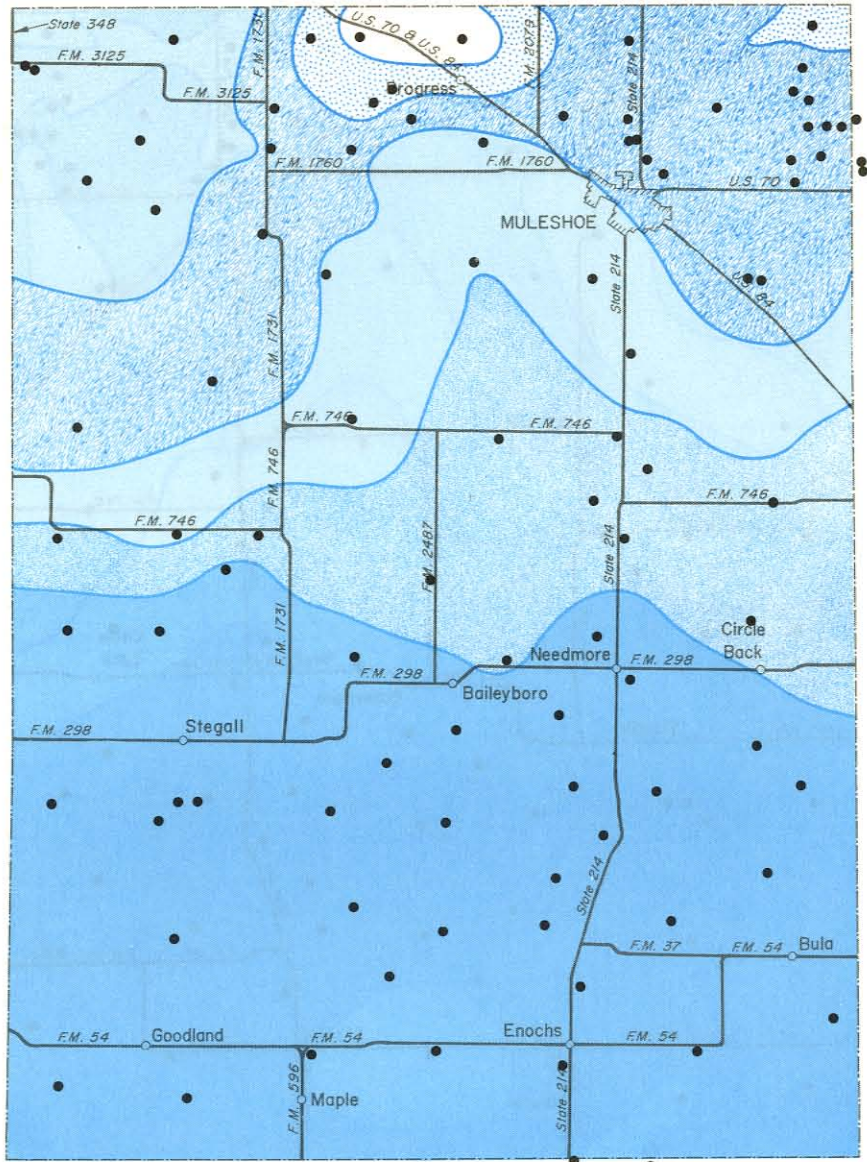 State 348
F.M. 3125
F.M. 1731
U.S. 70 & U.S. 84
F.M. 2079
State 214
F.M. 3125
Progress
F.M. 1760
F.M. 1760
U.S. 70
MULESHOE
State 214
U.S. 84
F.M. 1731
F.M. 746
F.M. 746
F.M. 746
F.M. 746
F.M. 746
F.M. 2487
State 214
F.M. 1731
Needmore
F.M. 298
Circle
Back
F.M. 298
Baileyboro
F.M. 298
Stegall
State 214
F.M. 37
F.M. 54
Bula
F.M. 54
Goodland
F.M. 54
Enochs
F.M. 54
F.M. 596
Maple
State 214